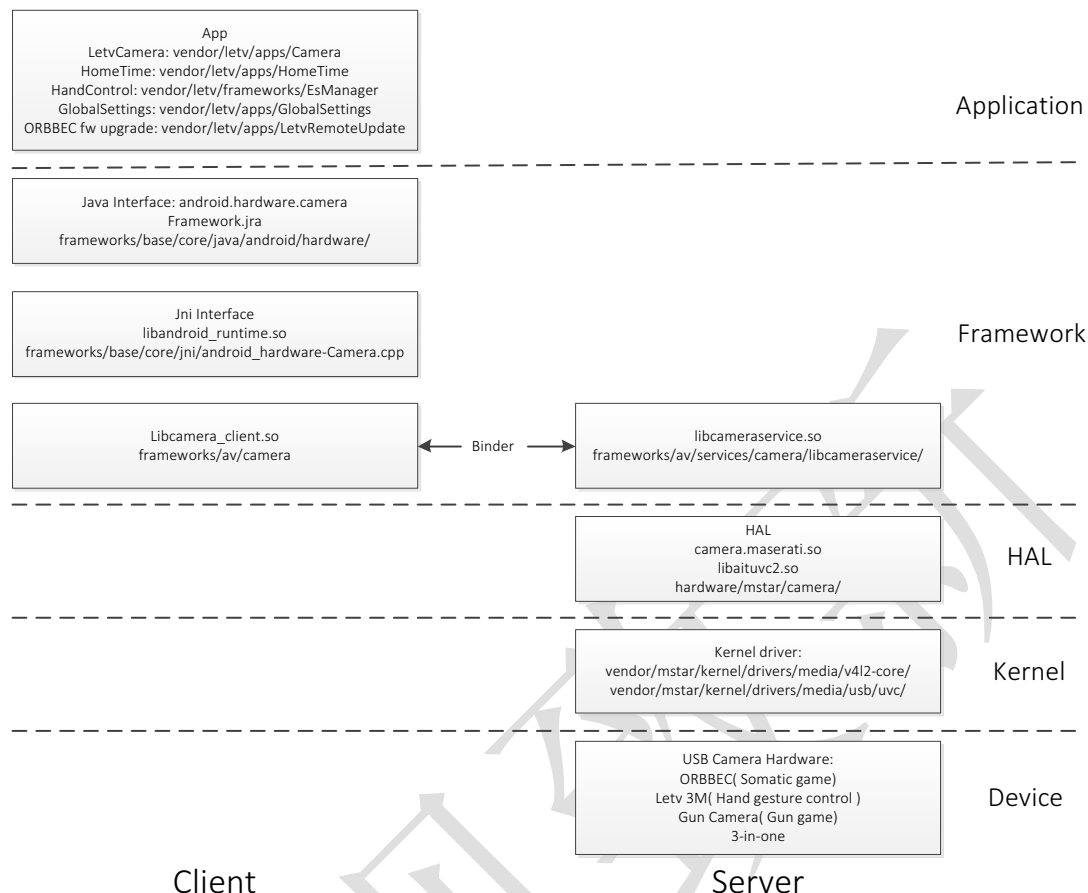 App
LetvCamera: vendor/letv/apps/Camera
HomeTime: vendor/letv/apps/HomeTime
HandControl: vendor/letv/frameworks/EsManager
GlobalSettings: vendor/letv/apps/GlobalSettings
ORBBEC fw upgrade: vendor/letv/apps/LetvRemoteUpdate
Application
Java Interface: android.hardware.camera
Framework.jra
frameworks/base/core/java/android/hardware/
Jni Interface
libandroid_runtime.so
frameworks/base/core/jni/android_hardware-Camera.cpp
Framework
Libcamera_client.so
frameworks/av/camera
Binder
libcameraservice.so
frameworks/av/services/camera/libcameraservice/
HAL
camera.maserati.so
libaituvc2.so
hardware/mstar/camera/
HAL
Kernel driver:
vendor/mstar/kernel/drivers/media/v4l2-core/
vendor/mstar/kernel/drivers/media/usb/uvc/
Kernel
USB Camera Hardware:
ORBBEC( Somatic game)
Letv 3M( Hand gesture control )
Gun Camera( Gun game)
3-in-one
Device
Client
Server